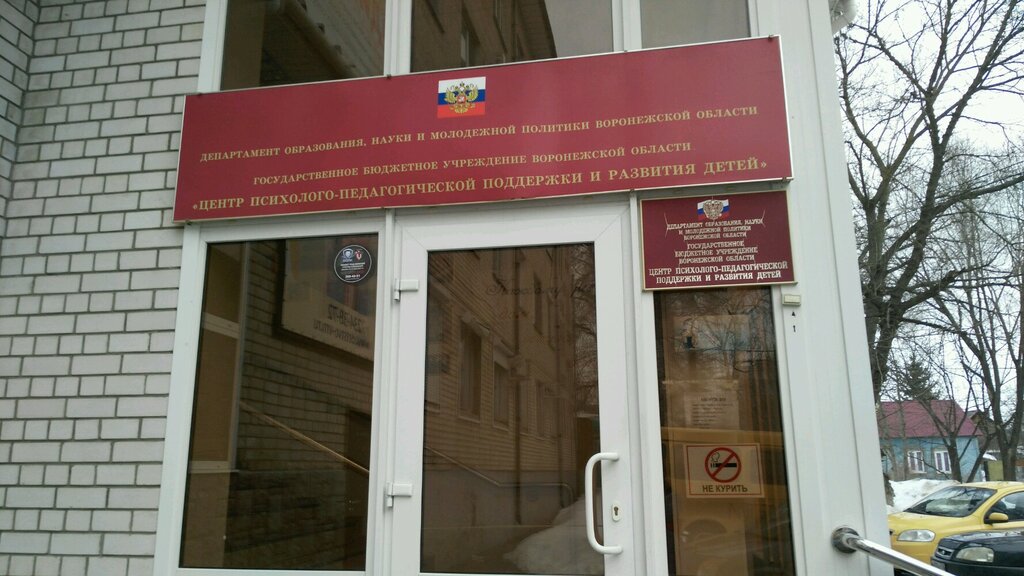 ДЕПАРТАМЕНТ ОБРАЗОВАНИЯ, НАУКИ И МОЛОДЕЖНОЙ ПОЛИТИКИ ВОРОНЕЖСКОЙ ОБЛАСТИ
ГОСУДАРСТВЕННОЕ БЮДЖЕТНОЕ УЧРЕЖДЕНИЕ ВОРОНЕЖСКОЙ ОБЛАСТИ
«ЦЕНТР ПСИХОЛОГО-ПЕДАГОГИЧЕСКОЙ ПОДДЕРЖКИ И РАЗВИТИЯ ДЕТЕЙ»
ДЕПАРТАМЕНТ ОБРАЗОВАНИЯ, НАУКИ
И МОЛОДЕЖНОЙ ПОЛИТИКИ
ВОРОНЕЖСКОЙ ОБЛАСТИ
ГОСУДАРСТВЕННОЕ
БЮДЖЕТНОЕ УЧРЕЖДЕНИЕ
ВОРОНЕЖСКОЙ ОБЛАСТИ
ЦЕНТР ПСИХОЛОГО-ПЕДАГОГИЧЕСКОЙ
ПОДДЕРЖКИ И РАЗВИТИЯ ДЕТЕЙ
1
НЕ КУРИТЬ